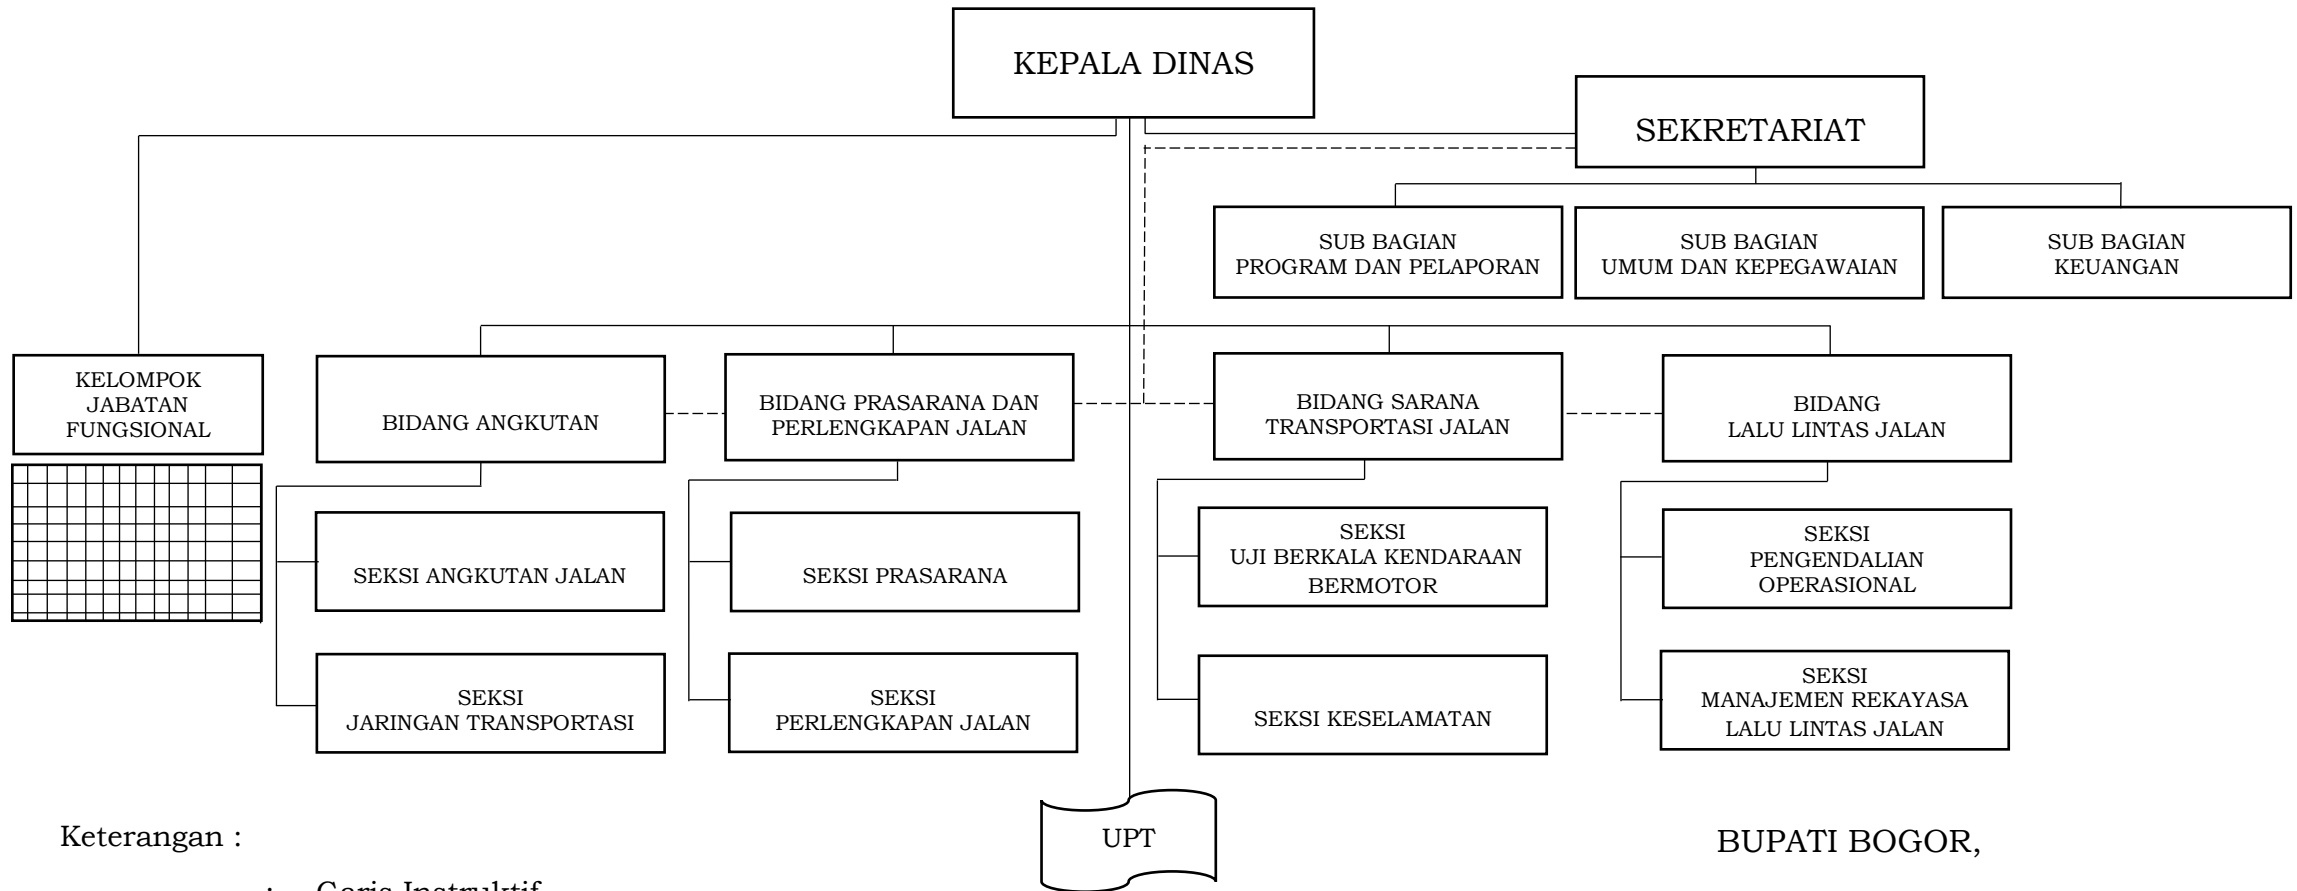 KEPALA DINAS
SEKRETARIAT
SUB BAGIAN
PROGRAM DAN PELAPORAN
SUB BAGIAN
UMUM DAN KEPEGAWAIAN
SUB BAGIAN
KEUANGAN
KELOMPOK
JABATAN
FUNGSIONAL
BIDANG ANGKUTAN
BIDANG PRASARANA DAN
PERLENGKAPAN JALAN
BIDANG SARANA
TRANSPORTASI JALAN
BIDANG
LALU LINTAS JALAN
SEKSI ANGKUTAN JALAN
SEKSI PRASARANA
SEKSI
UJI BERKALA KENDARAAN
BERMOTOR
SEKSI
PENGENDALIAN
OPERASIONAL
SEKSI
JARINGAN TRANSPORTASI
SEKSI
PERLENGKAPAN JALAN
SEKSI KESELAMATAN
SEKSI
MANAJEMEN REKAYASA
LALU LINTAS JALAN
UPT
Keterangan :
BUPATI BOGOR,
: Garis Instruktif